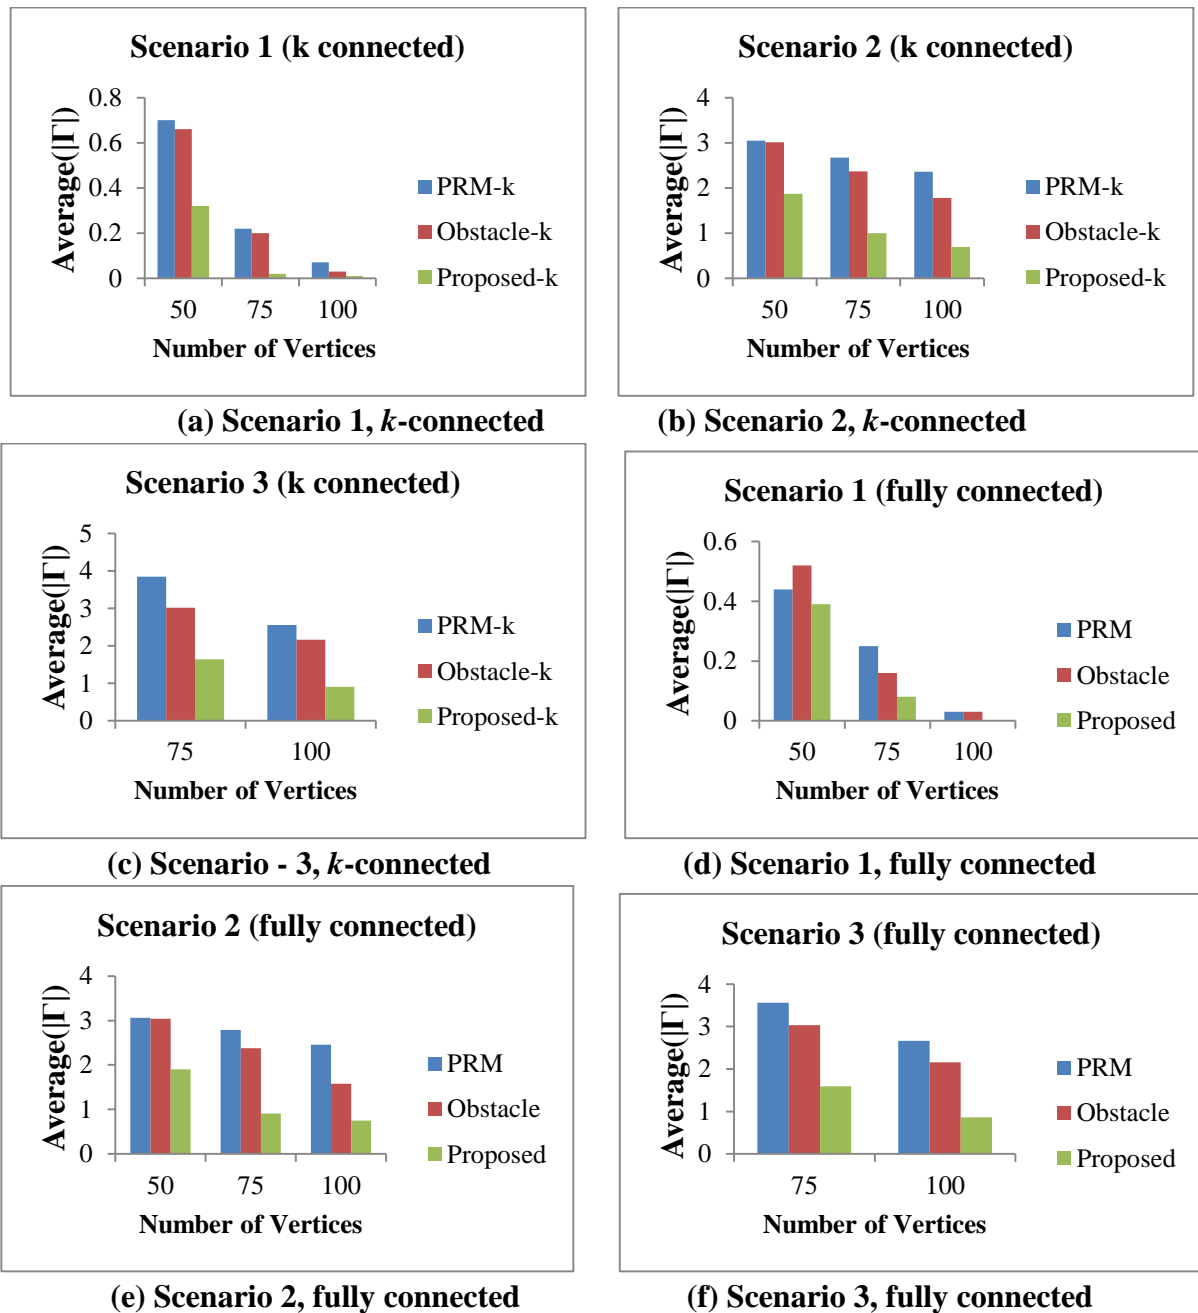 Scenario 1 (k connected)
Average(|Γ|)
0.8
0.6
0.4
0.2
0
50 75 100
Number of Vertices
PRM-k
Obstacle-k
Proposed-k
(a) Scenario 1, k-connected
Scenario 2 (k connected)
Average(|Γ|)
4
3
2
1
0
50 75 100
Number of Vertices
PRM-k
Obstacle-k
Proposed-k
(b) Scenario 2, k-connected
Scenario 3 (k connected)
Average(|Γ|)
5
4
3
2
1
0
75 100
Number of Vertices
PRM-k
Obstacle-k
Proposed-k
(c) Scenario - 3, k-connected
Scenario 1 (fully connected)
Average(|Γ|)
0.6
0.4
0.2
0
50 75 100
Number of Vertices
PRM
Obstacle
Proposed
(d) Scenario 1, fully connected
Scenario 2 (fully connected)
Average(|Γ|)
4
3
2
1
0
50 75 100
Number of Vertices
PRM
Obstacle
Proposed
(e) Scenario 2, fully connected
Scenario 3 (fully connected)
Average(|Γ|)
4
3
2
1
0
75 100
Number of Vertices
PRM
Obstacle
Proposed
(f) Scenario 3, fully connected